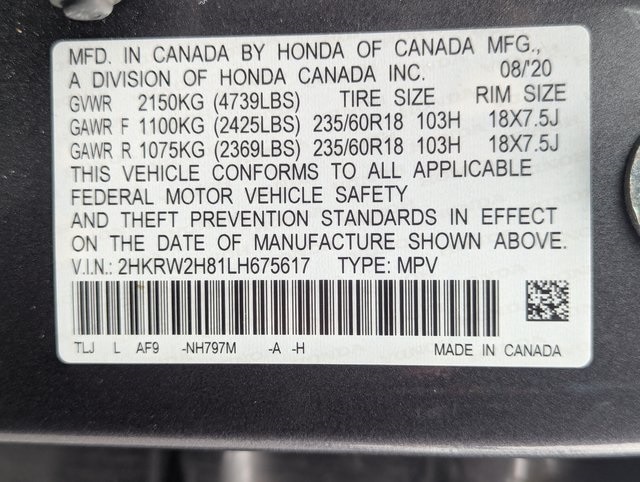 MFD. IN CANADA BY HONDA OF CANADA MFG.,
A DIVISION OF HONDA CANADA INC. 08/20
GVWR 2150KG (4739LBS) TIRE SIZE RIM SIZE
GAWR F 1100KG (2425LBS) 235/60R18 103H 18X7.5J
GAWR R 1075KG (2369LBS) 235/60R18 103H 18X7.5J
THIS VEHICLE CONFORMS TO ALL APPLICABLE
FEDERAL MOTOR VEHICLE SAFETY
AND THEFT PREVENTION STANDARDS IN EFFECT
ON THE DATE OF MANUFACTURE SHOWN ABOVE.
V.I.N.: 2HKRW2H81LH675617 TYPE: MPV
TLJ L AF9 -NH797M -A -H MADE IN CANADA